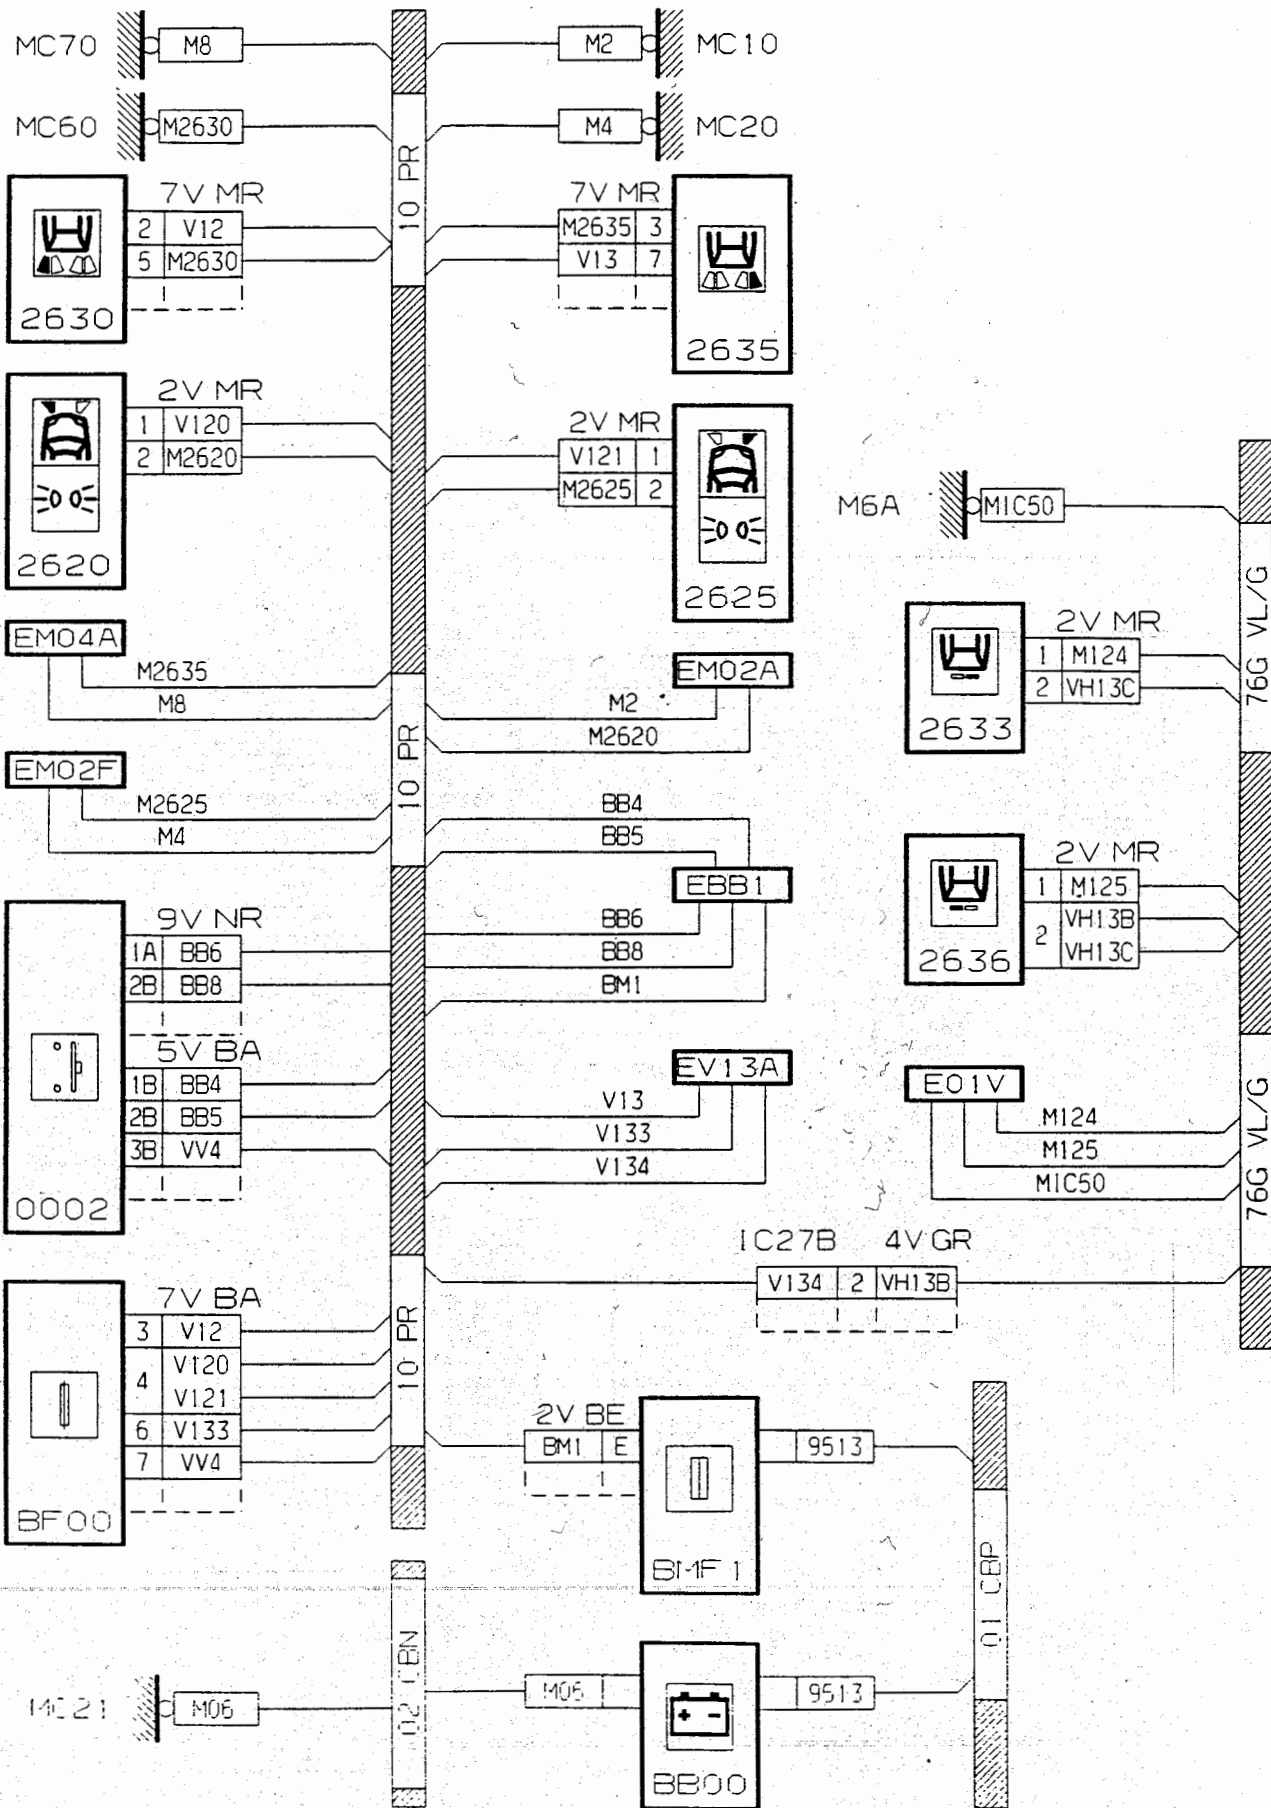 MC70 M8 M2 MC10
MC60 M2630 M4 MC20
10 PR
7V MR
2 V12
5 M2630
2630
7V MR
M2635 3
V13 7
2635
2V MR
1 V120
2 M2620
2620
2V MR
V121 1
M2625 2
2625
M6A MIC50
76G VL/G
2V MR
1 M124
2 VH13C
2633
EM04A
M2635
M8
EM02A
M2
M2620
10 PR
EM02F
M2625
M4
BB4
BB5
EBB1
BB6
BB8
BM1
2V MR
1 M125
2 VH13B
VH13C
2636
9V NR
1A BB6
2B BB8
5V BA
1B BB4
2B BB5
3B VV4
0002
EV13A
V13
V133
V134
E01V
M124
M125
MIC50
76G VL/G
IC27B 4V GR
V134 2 VH13B
7V BA
3 V12
4 V120
V121
6 V133
7 VV4
BF00
10 PR
2V BE
BM1 E
9513
BMF1
01 CBP
02 CBN
MC21 M06
M06
9513
+ -
BB00